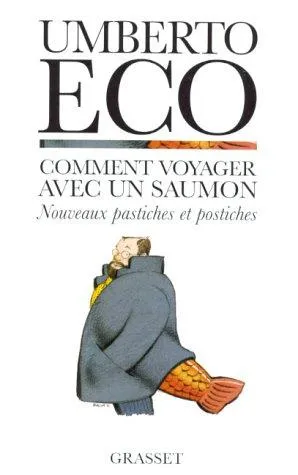 UMBERTO
ECO
COMMENT VOYAGER
AVEC UN SAUMON
Nouveaux pastiches et postiches
GRASSET